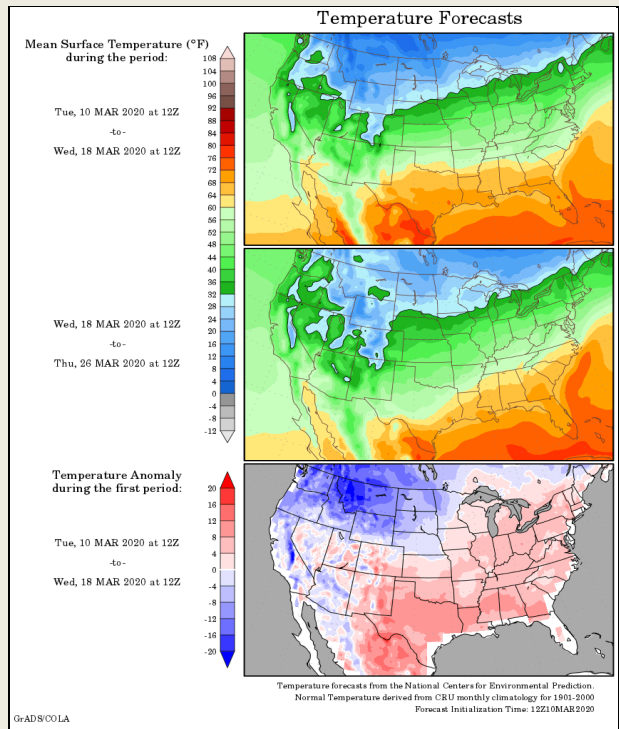 Temperature Forecasts
Mean Surface Temperature (°F)
during the period:
Tue, 10 MAR 2020 at 12Z
-to-
Wed, 18 MAR 2020 at 12Z
108
104
100
96
92
88
84
80
76
72
68
64
60
56
52
48
44
40
36
32
28
24
20
16
12
8
4
0
-4
-8
-12
Wed, 18 MAR 2020 at 12Z
-to-
Thu, 26 MAR 2020 at 12Z
Temperature Anomaly
during the first period:
Tue, 10 MAR 2020 at 12Z
-to-
Wed, 18 MAR 2020 at 12Z
20
16
12
8
4
0
-4
-8
-12
-16
-20
Temperature forecasts from the National Centers for Environmental Prediction.
Normal Temperature derived from CRU monthly climatology for 1901-2000
Forecast Initialization Time: 12Z10MAR2020
GrADS/COLA